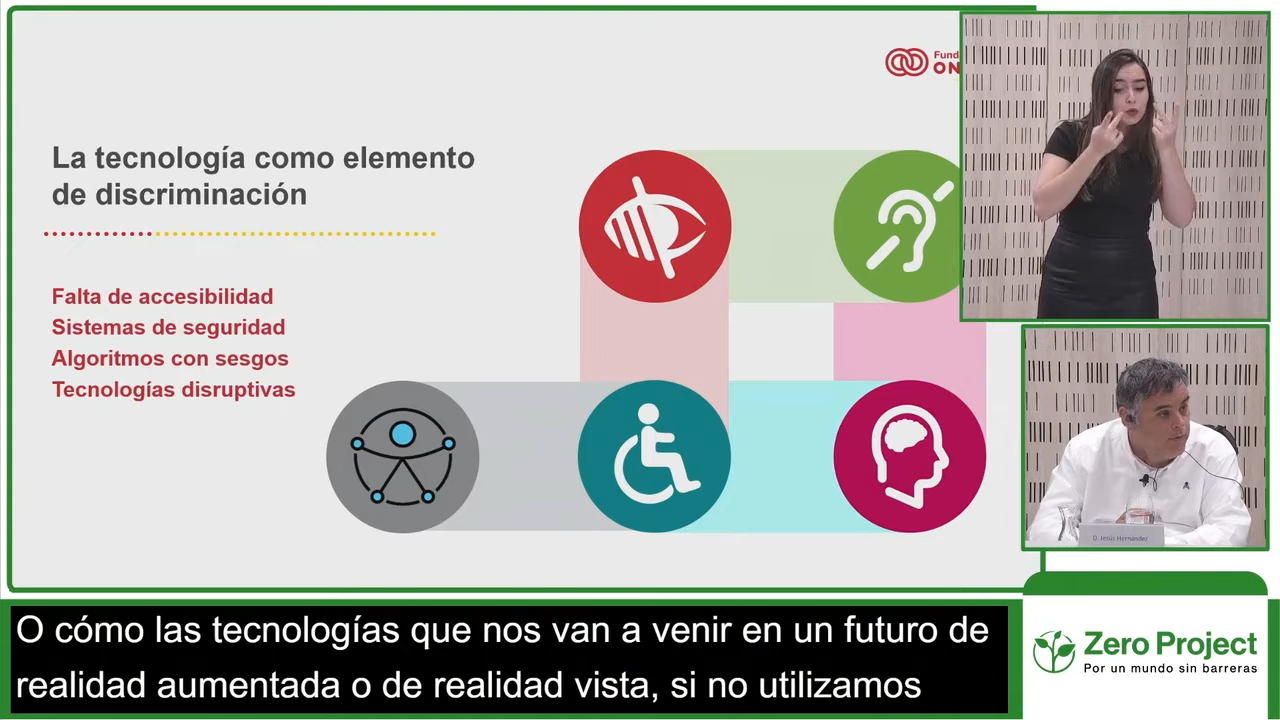 Fund
ON
La tecnología como elemento
de discriminación
Falta de accesibilidad
Sistemas de seguridad
Algoritmos con sesgos
Tecnologías disruptivas
D. Jesús Hernández
O cómo las tecnologías que nos van a venir en un futuro de
realidad aumentada o de realidad vista, si no utilizamos
Zero Project
Por un mundo sin barreras